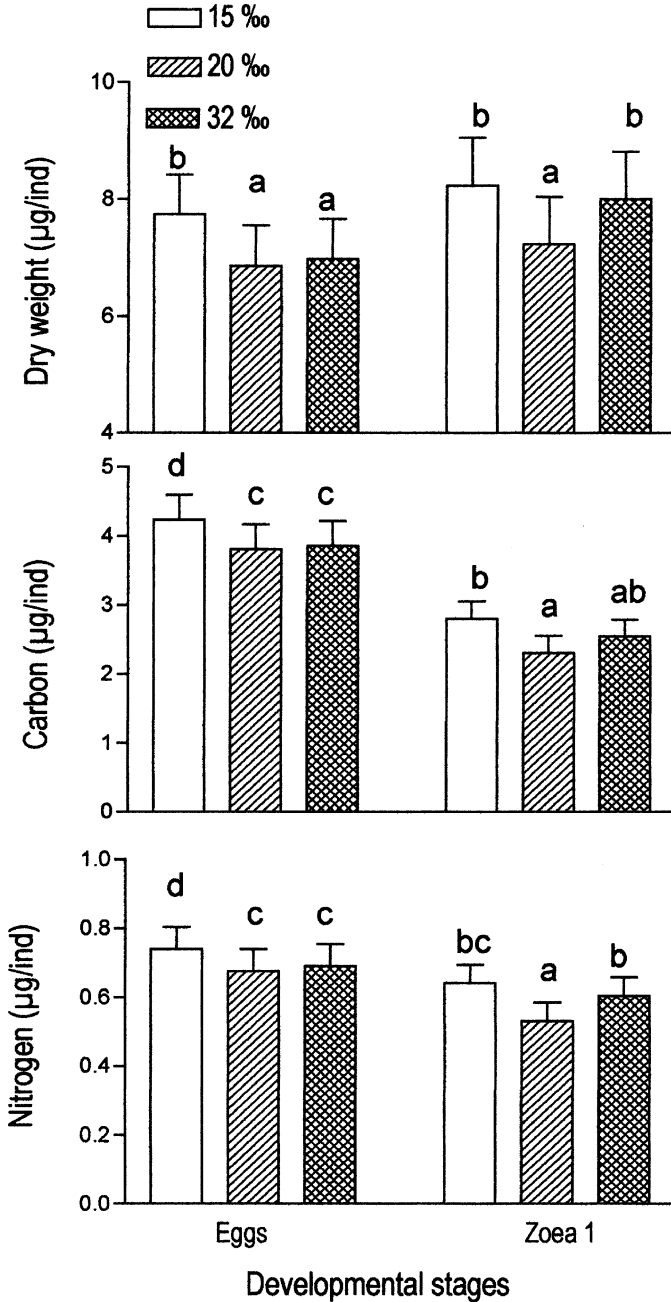 15 ‰
20 ‰
32 ‰
Dry weight (µg/ind)
10
8
6
4
b a a b a b
Carbon (µg/ind)
5
4
3
2
1
0
d c c b a ab
Nitrogen (µg/ind)
1.0
0.8
0.6
0.4
0.2
0.0
d c c bc a b
Eggs Zoea 1
Developmental stages